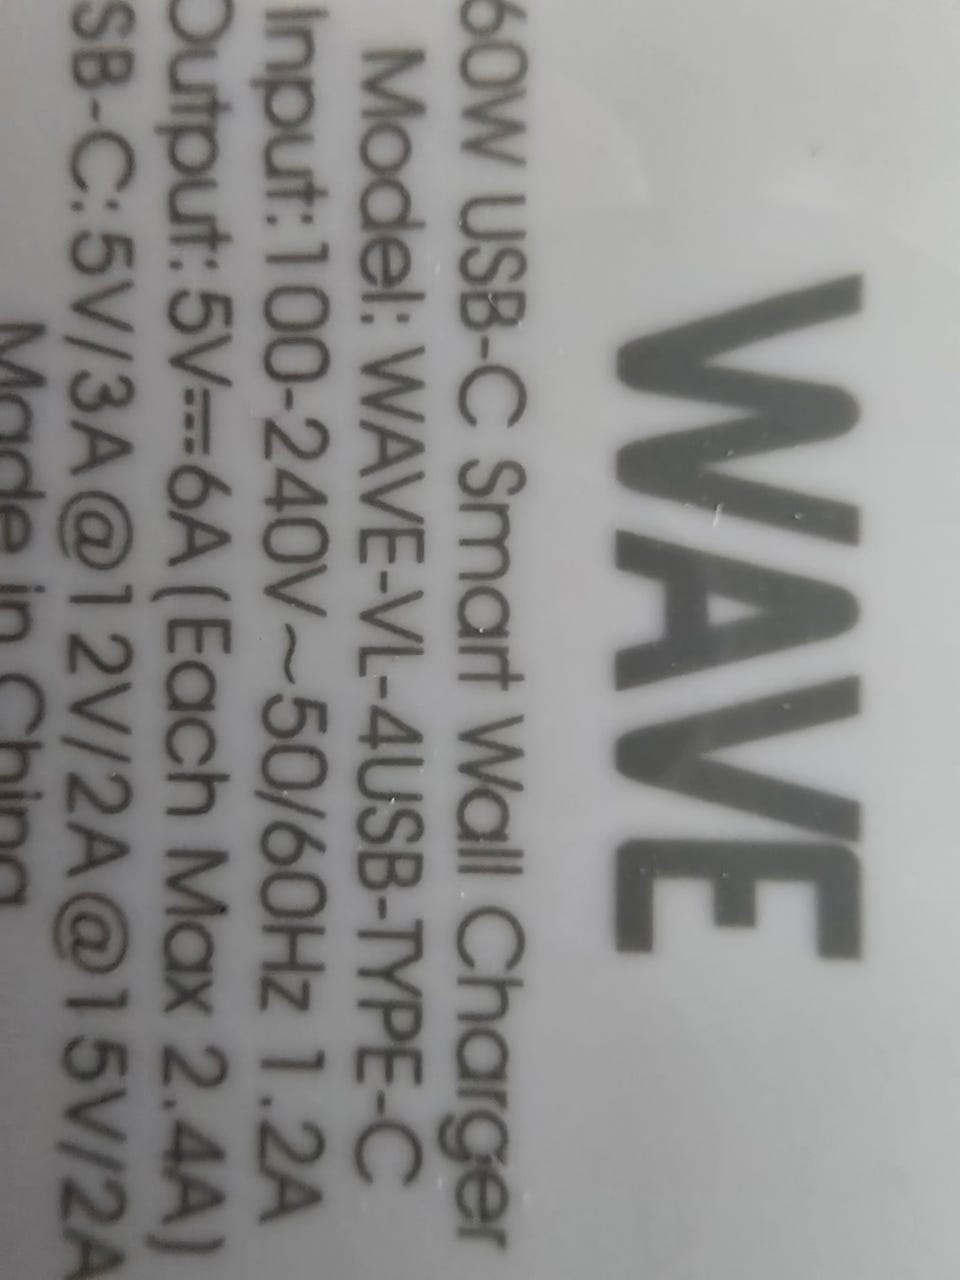 WAVE
60W USB-C Smart Wall Charger
Model: WAVE-VL-4USB-TYPE-C
Input:100-240V~50/60Hz 1.2A
Output:5V⎓6A(Each Max 2.4A)
SB-C:5V/3A@12V/2A@15V/2A
Made in China